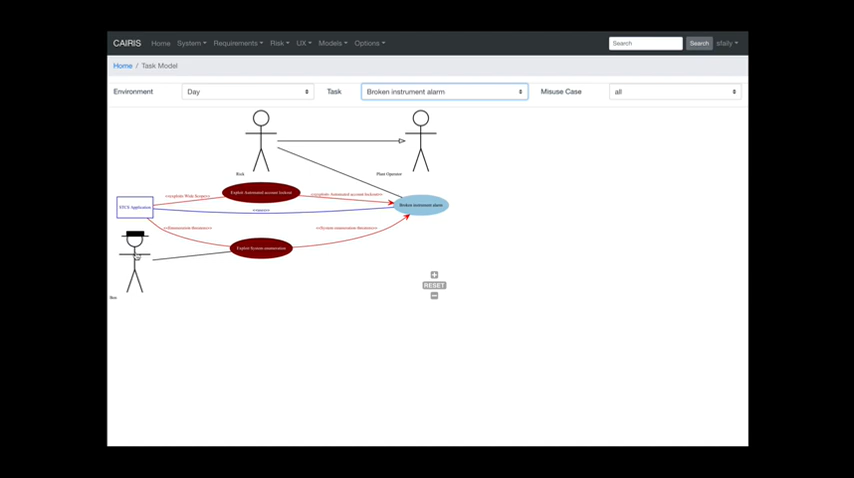 CAIRIS Home System Requirements Risk UX Models Options Search Search sfaly
Home / Task Model
Environment Day Task Broken instrument alarm Misuse Case all
Rick Plant Operator
Exploit Automated account lockout
STCS Application Broken instrument alarm
Exploit System enumeration
RESET